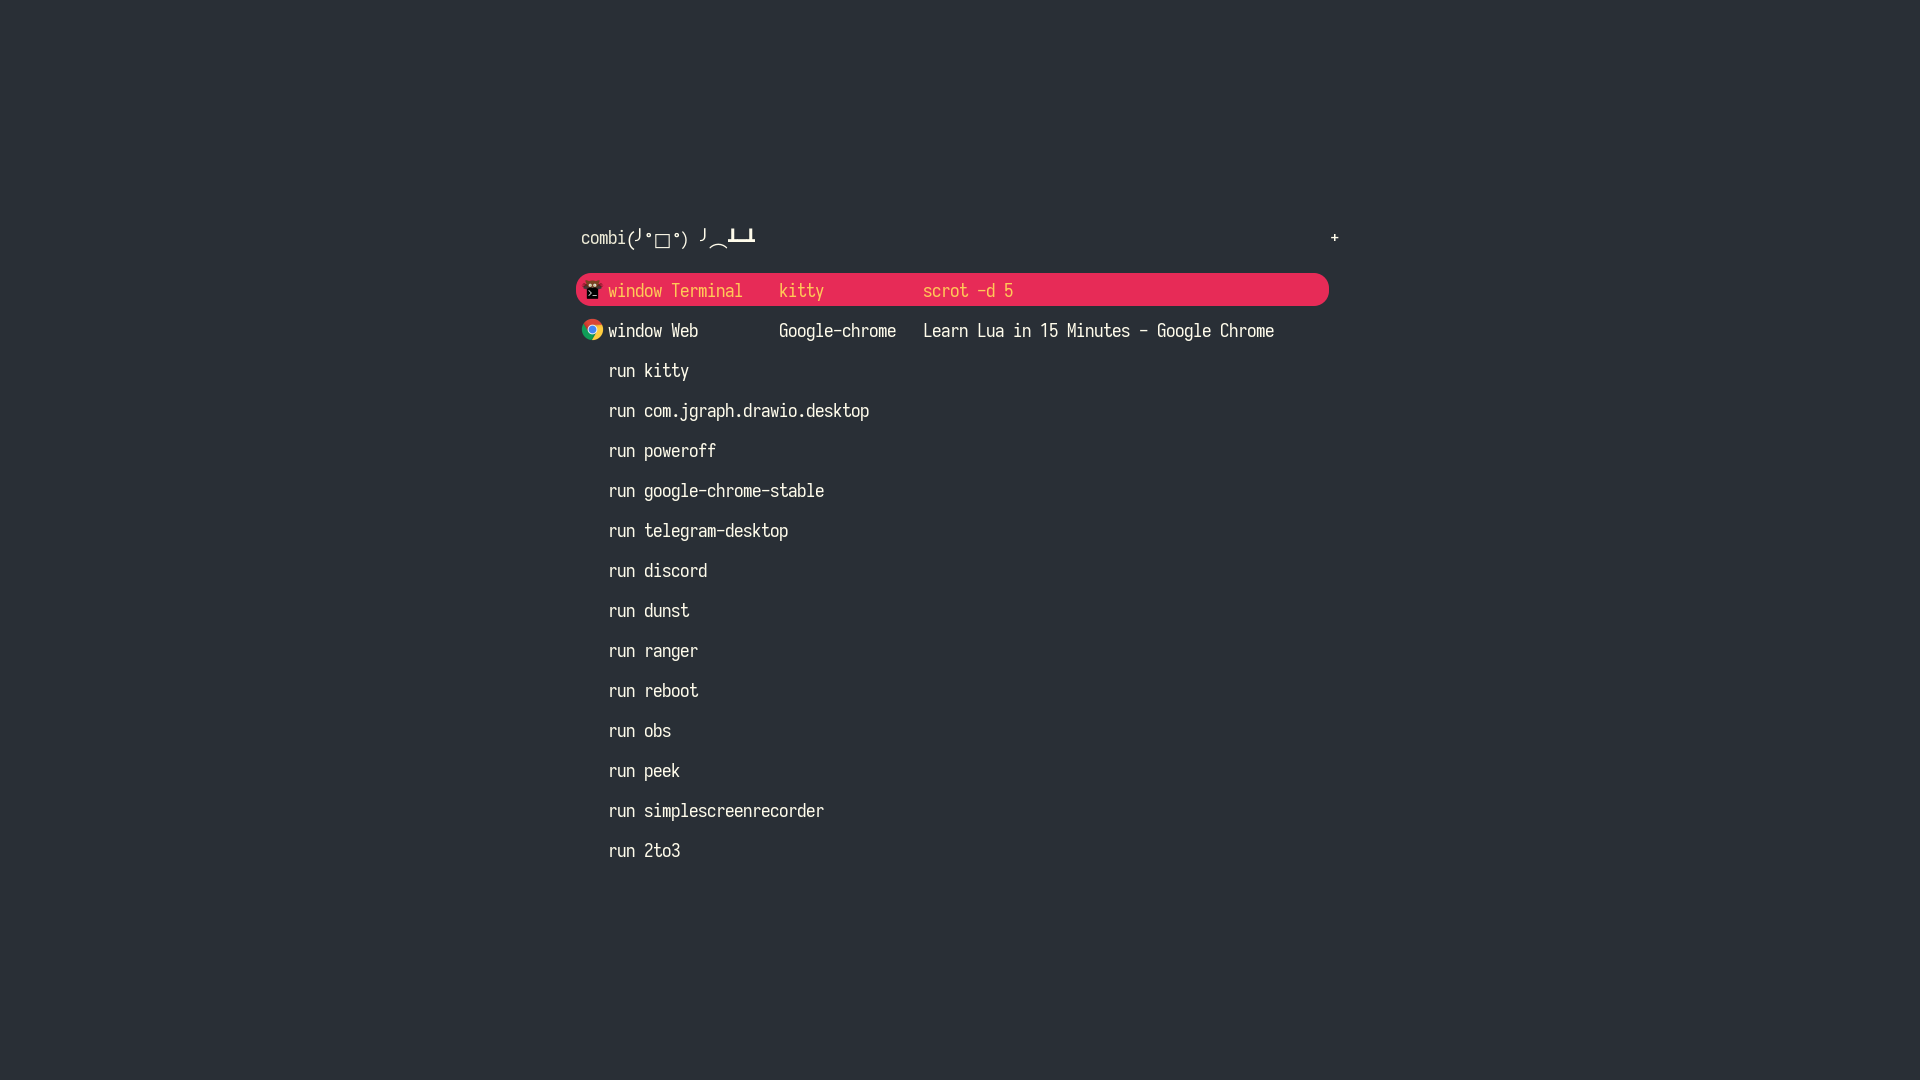 combi(╯°□°) ╯︵┻━┻ +
window Terminal kitty scrot -d 5
window Web Google-chrome Learn Lua in 15 Minutes - Google Chrome
run kitty
run com.jgraph.drawio.desktop
run poweroff
run google-chrome-stable
run telegram-desktop
run discord
run dunst
run ranger
run reboot
run obs
run peek
run simplescreenrecorder
run 2to3